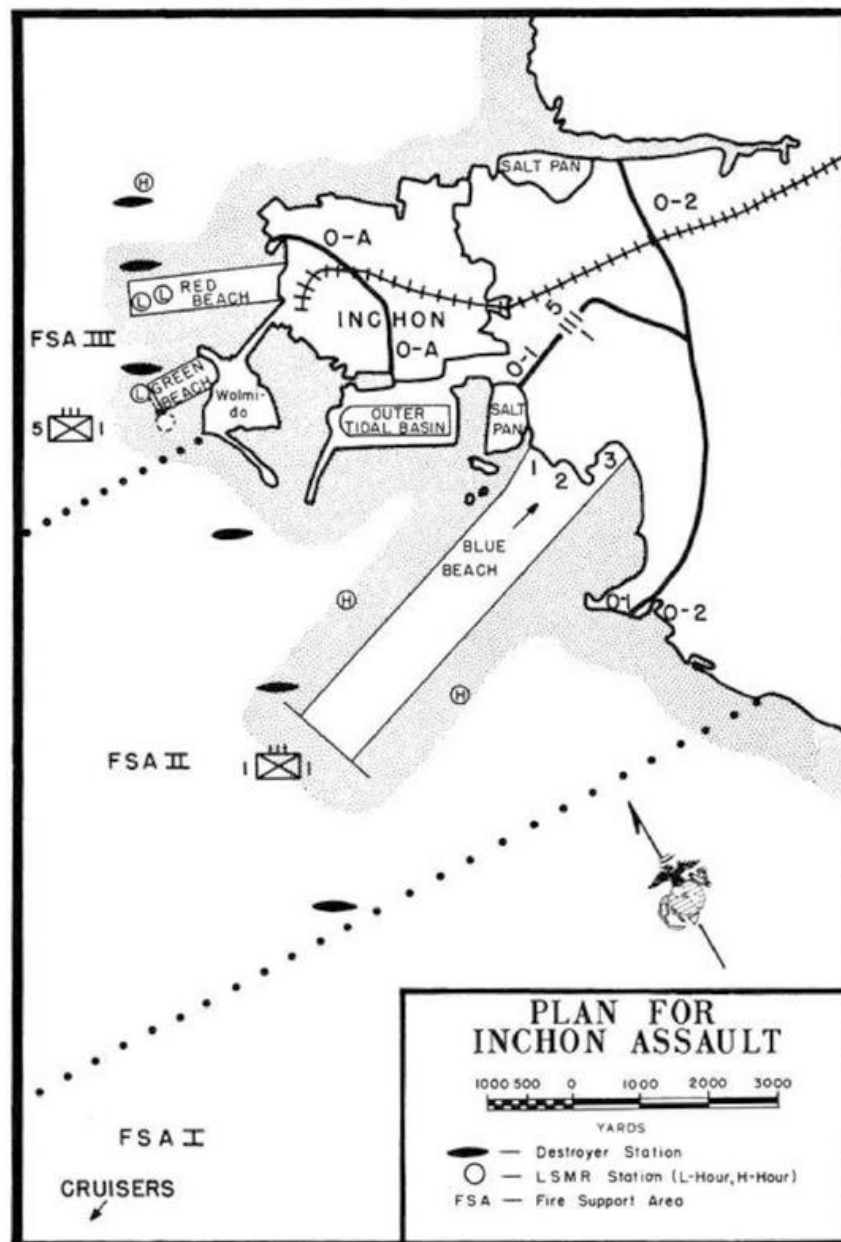 SALT PAN
H
O-2
O-A
L L RED
BEACH
5
1
INCHON
FSA III
O-A
O-1
L
GREEN
BEACH
Wolmi-
do
OUTER
TIDAL BASIN
SALT
PAN
5 1
1 2 3
BLUE
BEACH
H
O-1 O-2
H
FSA II
1 1
PLAN FOR
INCHON ASSAULT
1000 500 0 1000 2000 3000
YARDS
— Destroyer Station
— LSMR Station (L-Hour, H-Hour)
FSA — Fire Support Area
FSA I
CRUISERS